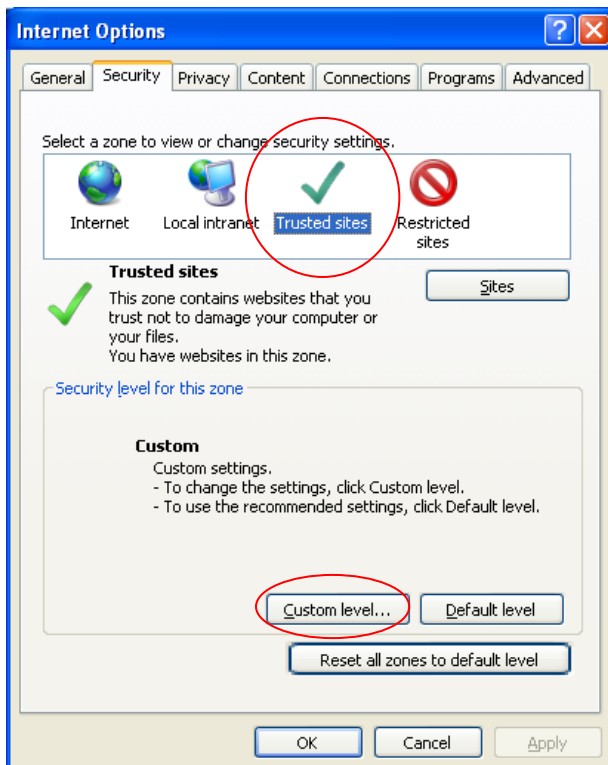 Internet Options
?
X
General Security Privacy Content Connections Programs Advanced
Select a zone to view or change security settings.
Internet Local intranet Trusted sites Restricted
sites
Trusted sites
Sites
This zone contains websites that you
trust not to damage your computer or
your files.
You have websites in this zone.
Security level for this zone
Custom
Custom settings.
- To change the settings, click Custom level.
- To use the recommended settings, click Default level.
Custom level... Default level
Reset all zones to default level
OK Cancel Apply